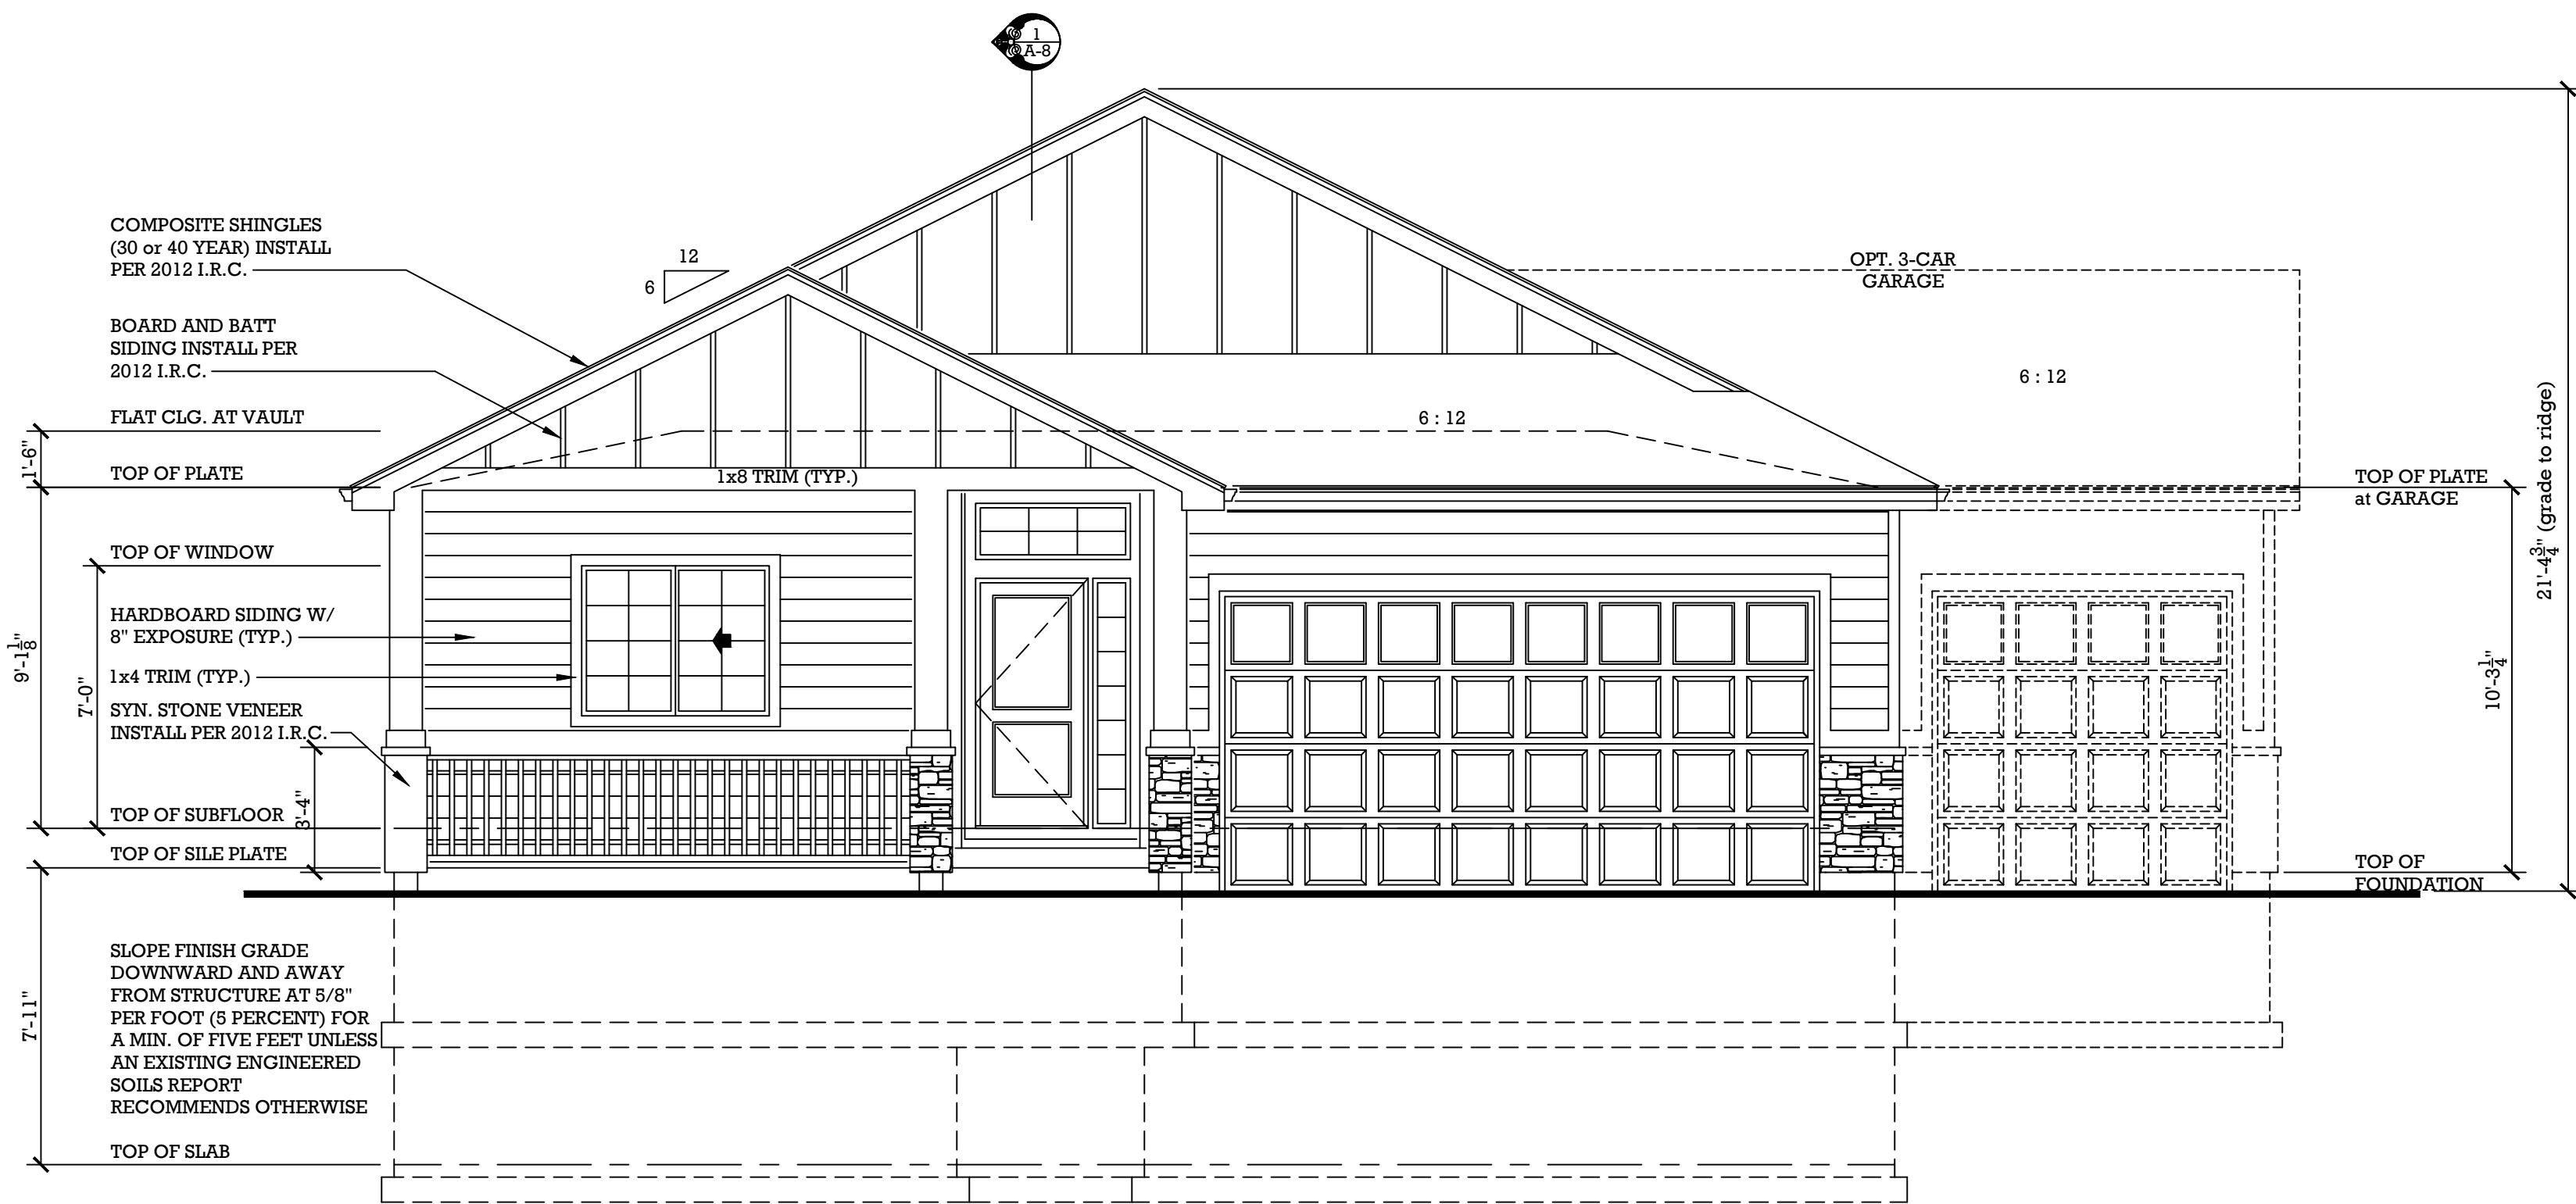 1
A-8
COMPOSITE SHINGLES
(30 or 40 YEAR) INSTALL
PER 2012 I.R.C.
12
6
OPT. 3-CAR
GARAGE
BOARD AND BATT
SIDING INSTALL PER
2012 I.R.C.
6 : 12
FLAT CLG. AT VAULT
6 : 12
1'-6"
TOP OF PLATE
1x8 TRIM (TYP.)
TOP OF PLATE
at GARAGE
21'-4 3/4" (grade to ridge)
TOP OF WINDOW
HARDBOARD SIDING W/
8" EXPOSURE (TYP.)
9'-1 1/8"
1x4 TRIM (TYP.)
7'-0"
10'-3 1/4"
SYN. STONE VENEER
INSTALL PER 2012 I.R.C.
3'-4"
TOP OF SUBFLOOR
TOP OF SILE PLATE
TOP OF
FOUNDATION
SLOPE FINISH GRADE
DOWNWARD AND AWAY
FROM STRUCTURE AT 5/8"
PER FOOT (5 PERCENT) FOR
A MIN. OF FIVE FEET UNLESS
AN EXISTING ENGINEERED
SOILS REPORT
RECOMMENDS OTHERWISE
7'-11"
TOP OF SLAB